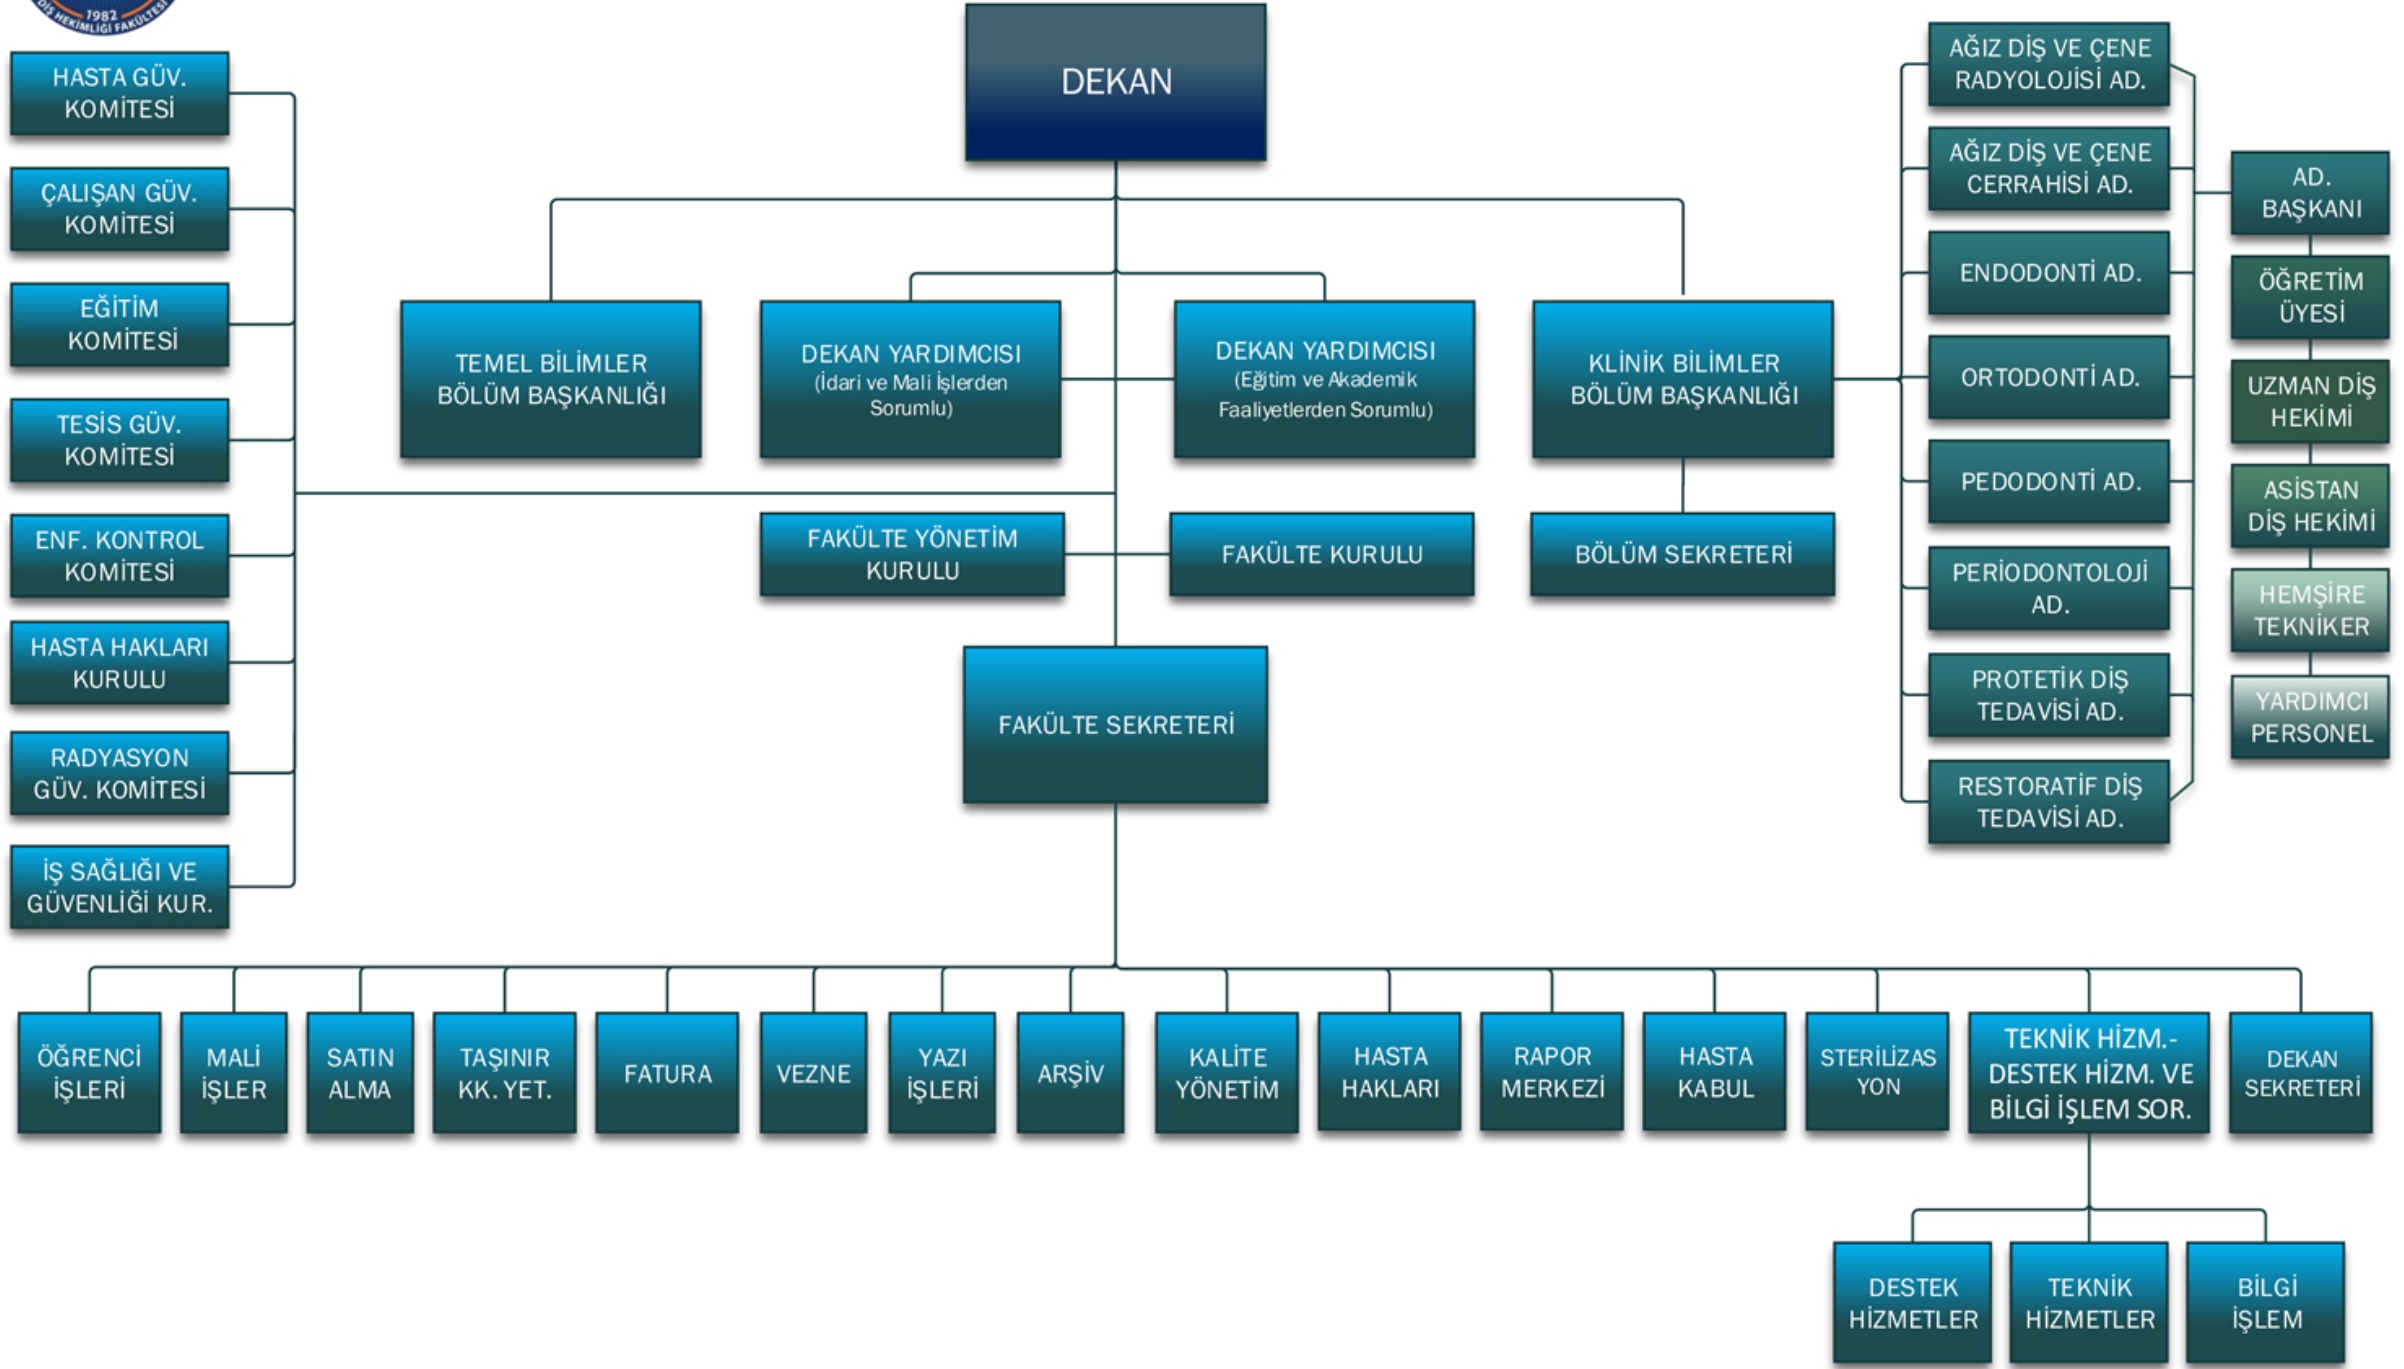 1982
DİŞ HEKİMLİĞİ FAKÜLTESİ
DEKAN
HASTA GÜV.
KOMİTESİ
ÇALIŞAN GÜV.
KOMİTESİ
EĞİTİM
KOMİTESİ
TESİS GÜV.
KOMİTESİ
ENF. KONTROL
KOMİTESİ
HASTA HAKLARI
KURULU
RADYASYON
GÜV. KOMİTESİ
İŞ SAĞLIĞI VE
GÜVENLİĞİ KUR.
TEMEL BİLİMLER
BÖLÜM BAŞKANLIĞI
DEKAN YARDIMCISI
(İdari ve Mali İşlerden
Sorumlu)
DEKAN YARDIMCISI
(Eğitim ve Akademik
Faaliyetlerden Sorumlu)
KLİNİK BİLİMLER
BÖLÜM BAŞKANLIĞI
FAKÜLTE YÖNETİM
KURULU
FAKÜLTE KURULU
BÖLÜM SEKRETERİ
FAKÜLTE SEKRETERİ
AĞIZ DİŞ VE ÇENE
RADYOLOJİSİ AD.
AĞIZ DİŞ VE ÇENE
CERRAHİSİ AD.
ENDODONTİ AD.
ORTODONTİ AD.
PEDODONTİ AD.
PERİODONTOLOJİ
AD.
PROTETİK DİŞ
TEDAVİSİ AD.
RESTORATİF DİŞ
TEDAVİSİ AD.
AD.
BAŞKANI
ÖĞRETİM
ÜYESİ
UZMAN DİŞ
HEKİMİ
ASİSTAN
DİŞ HEKİMİ
HEMŞİRE
TEKNİKER
YARDIMCI
PERSONEL
ÖĞRENCİ
İŞLERİ
MALİ
İŞLER
SATIN
ALMA
TAŞINIR
KK. YET.
FATURA
VEZNE
YAZI
İŞLERİ
ARŞİV
KALİTE
YÖNETİM
HASTA
HAKLARI
RAPOR
MERKEZİ
HASTA
KABUL
STERİLİZAS
YON
TEKNİK HİZM.-
DESTEK HİZM. VE
BİLGİ İŞLEM SOR.
DEKAN
SEKRETERİ
DESTEK
HİZMETLER
TEKNİK
HİZMETLER
BİLGİ
İŞLEM